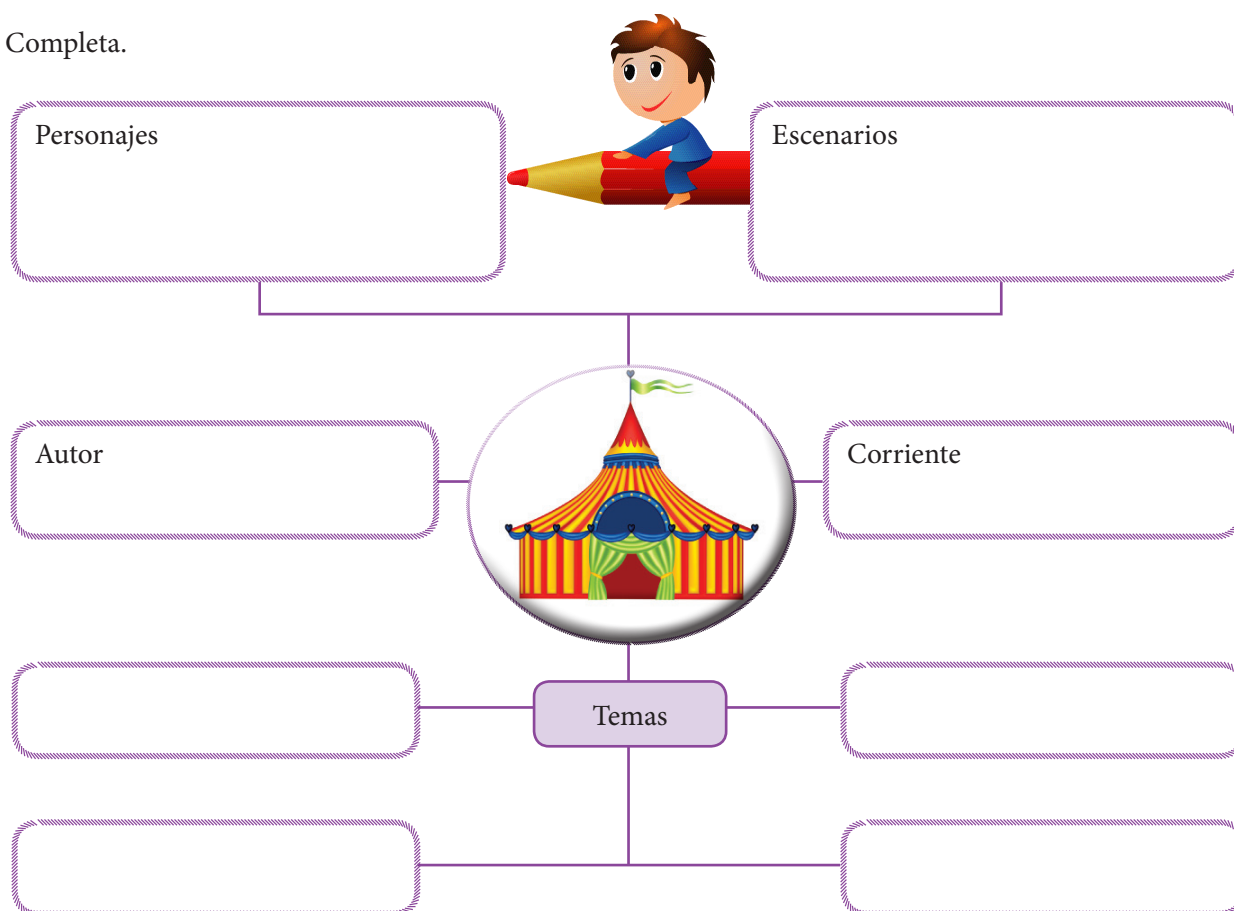 Completa.
Personajes
Escenarios
Autor
Corriente
Temas